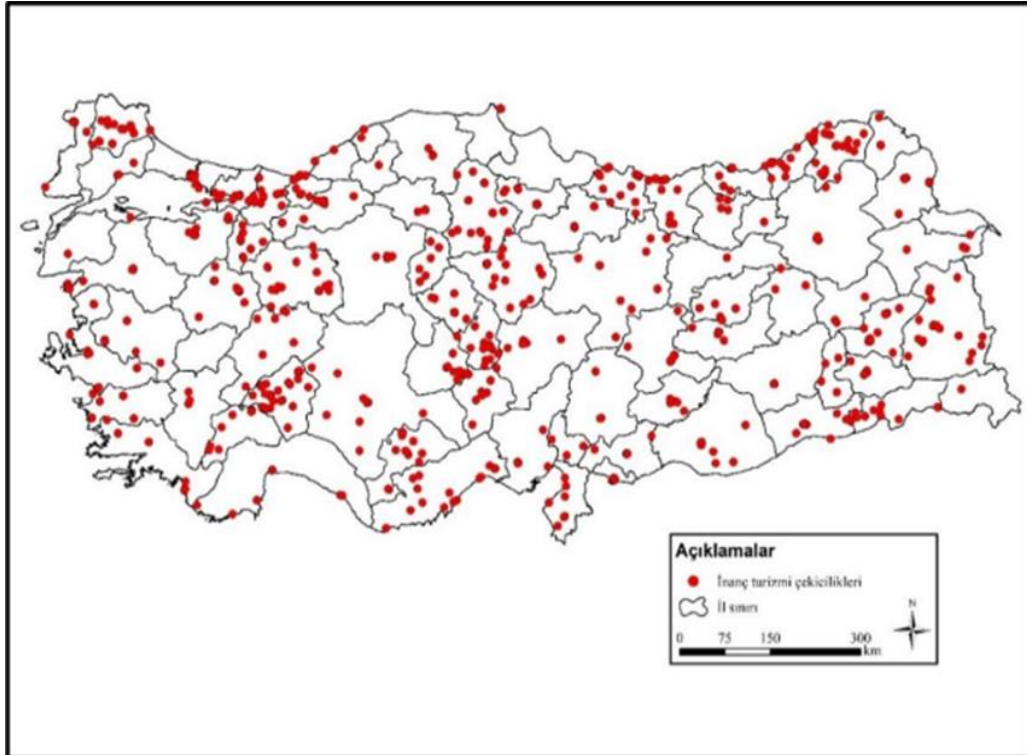 Açıklamalar
İnanç turizmi çekicilikleri
İl sınırı
N
0 75 150 300
km